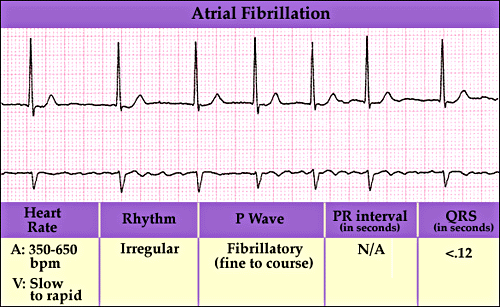 Atrial Fibrillation
Heart
Rate
Rhythm
P Wave
PR interval
(in seconds)
QRS
(in seconds)
A: 350-650
bpm
V: Slow
to rapid
Irregular
Fibrillatory
(fine to course)
N/A
<.12